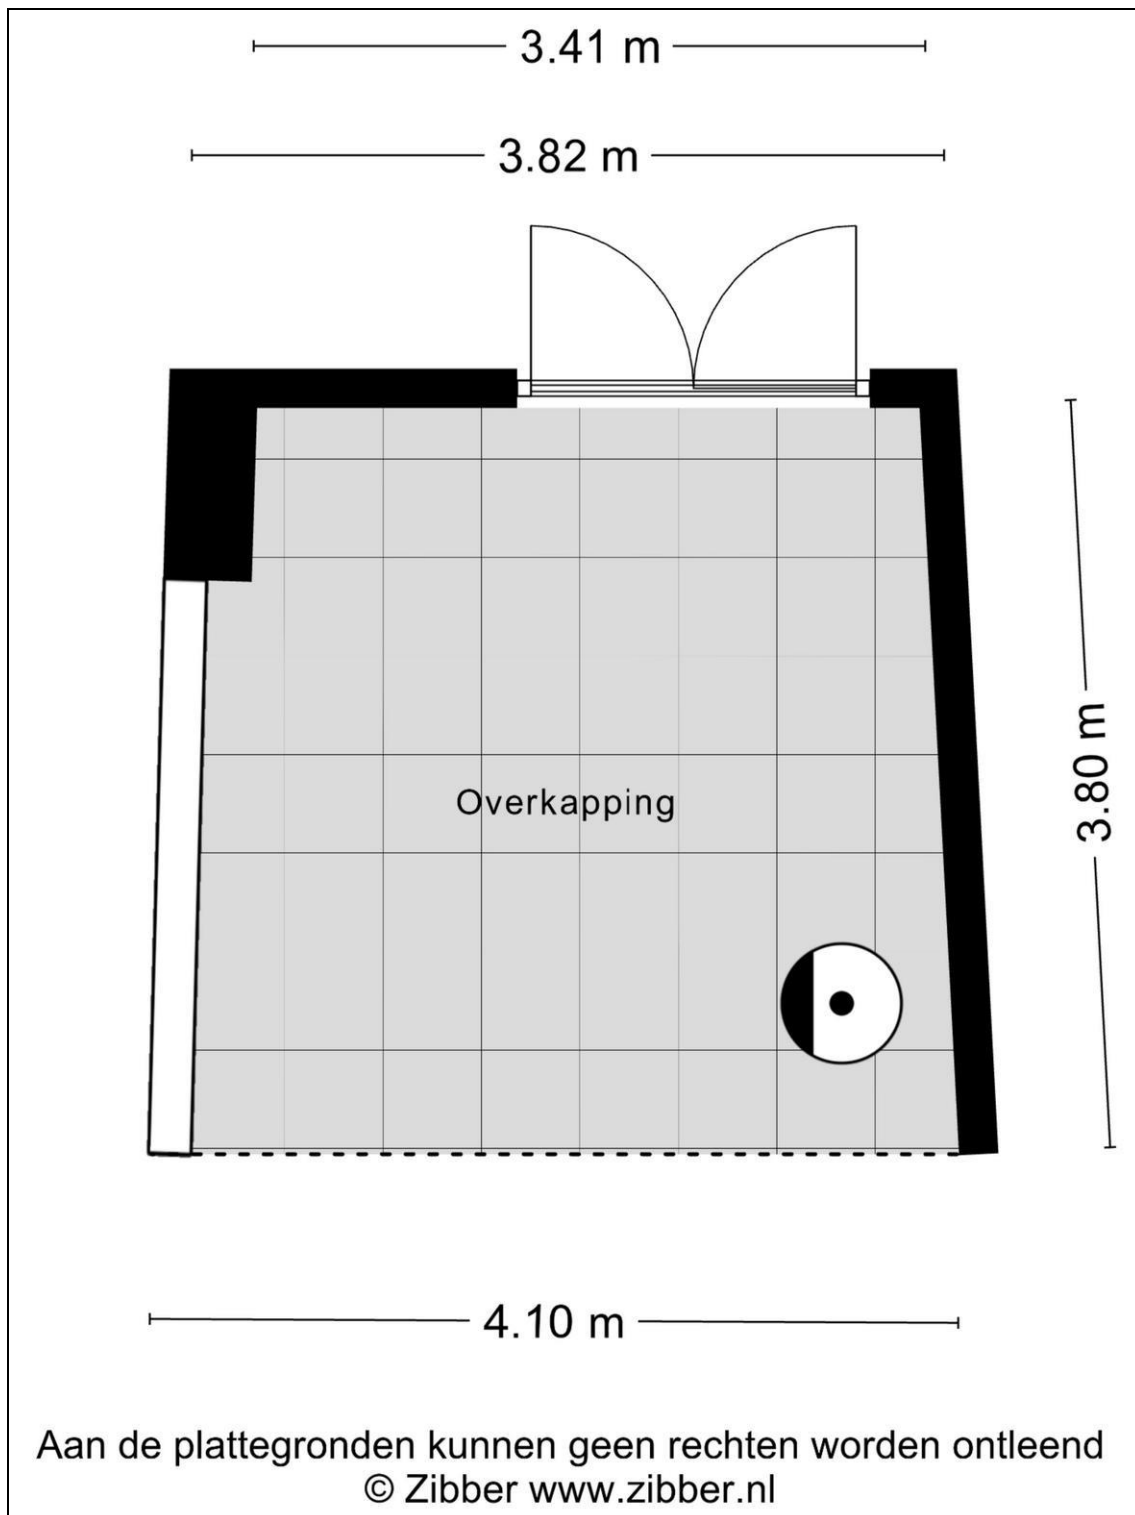 3.41 m
3.82 m
3.80 m
Overkapping
4.10 m
Aan de plattegronden kunnen geen rechten worden ontleend
© Zibber www.zibber.nl